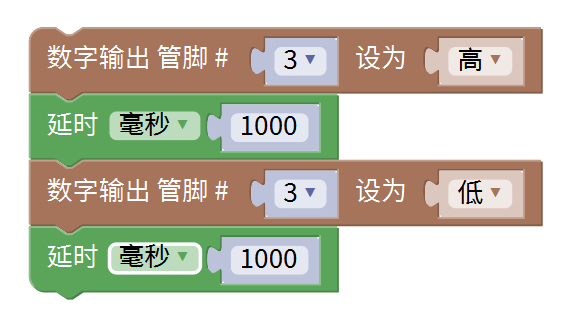 数字输出 管脚 # 3 设为 高
延时 毫秒 1000
数字输出 管脚 # 3 设为 低
延时 毫秒 1000